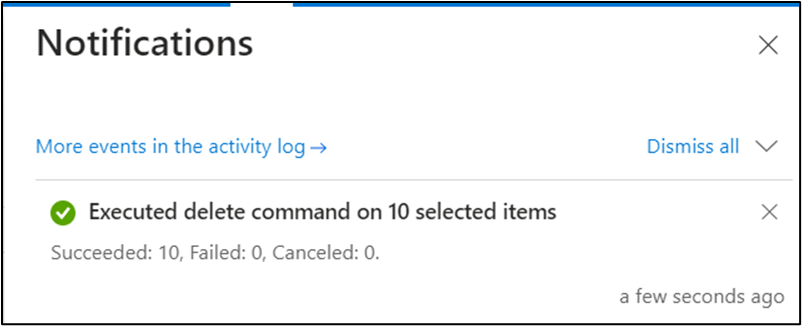 Notifications
More events in the activity log →
Dismiss all
Executed delete command on 10 selected items
Succeeded: 10, Failed: 0, Canceled: 0.
a few seconds ago